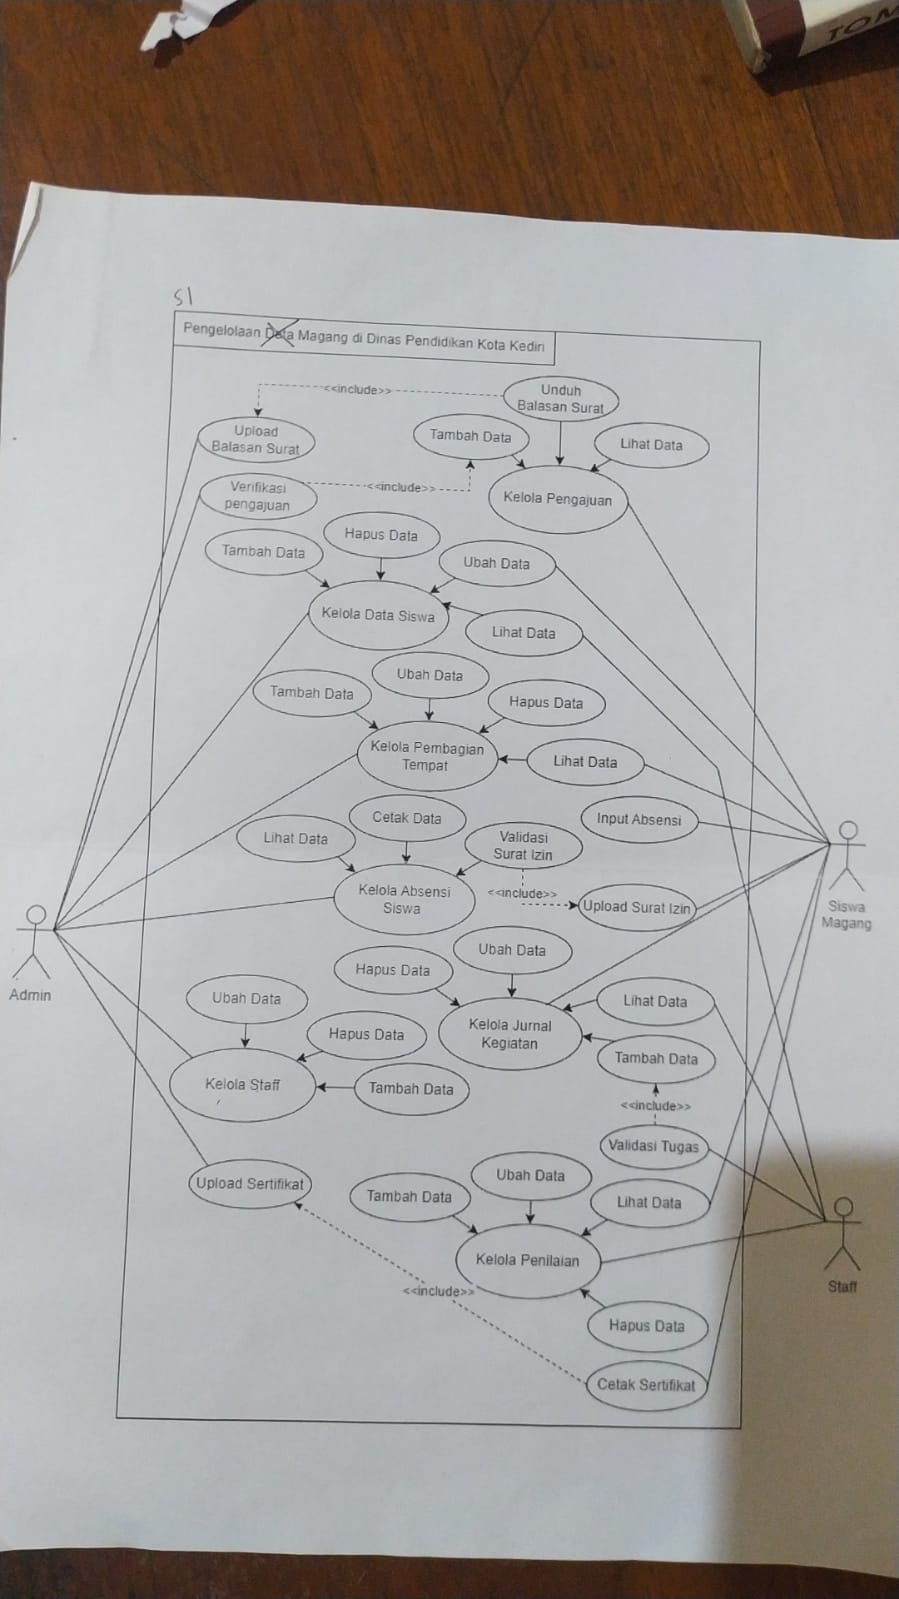 TOM
SI
Pengelolaan Data Magang di Dinas Pendidikan Kota Kediri
<<include>>
Unduh
Balasan Surat
Upload
Balasan Surat
Tambah Data
Lihat Data
Verifikasi
pengajuan
<<include>>
Kelola Pengajuan
Tambah Data
Hapus Data
Ubah Data
Kelola Data Siswa
Lihat Data
Tambah Data
Ubah Data
Hapus Data
Kelola Pembagian
Tempat
Lihat Data
Lihat Data
Cetak Data
Validasi
Surat Izin
Input Absensi
Kelola Absensi
Siswa
<<include>>
Upload Surat Izin
Siswa
Magang
Admin
Hapus Data
Ubah Data
Lihat Data
Kelola Jurnal
Kegiatan
Tambah Data
Ubah Data
Hapus Data
Kelola Staff
Tambah Data
<<include>>
Validasi Tugas
Upload Sertifikat
Tambah Data
Ubah Data
Lihat Data
Kelola Penilaian
Staff
<<include>>
Hapus Data
Cetak Sertifikat